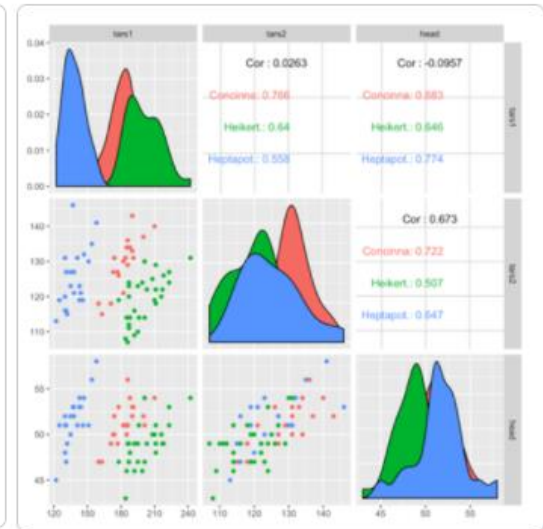 tars1 tars2 head
0.04
0.03
0.02
0.01
0.00
Cor : 0.0263
Concinna: 0.766
Heikert.: 0.64
Heptapot.: 0.558
Cor : -0.0957
Concinna: 0.683
Heikert.: 0.646
Heptapot.: 0.774
tars1
140
130
120
110
Cor : 0.673
Concinna: 0.722
Heikert.: 0.507
Heptapot.: 0.647
tars2
55
50
45
head
120 150 180 210 240 110 120 130 140 45 50 55